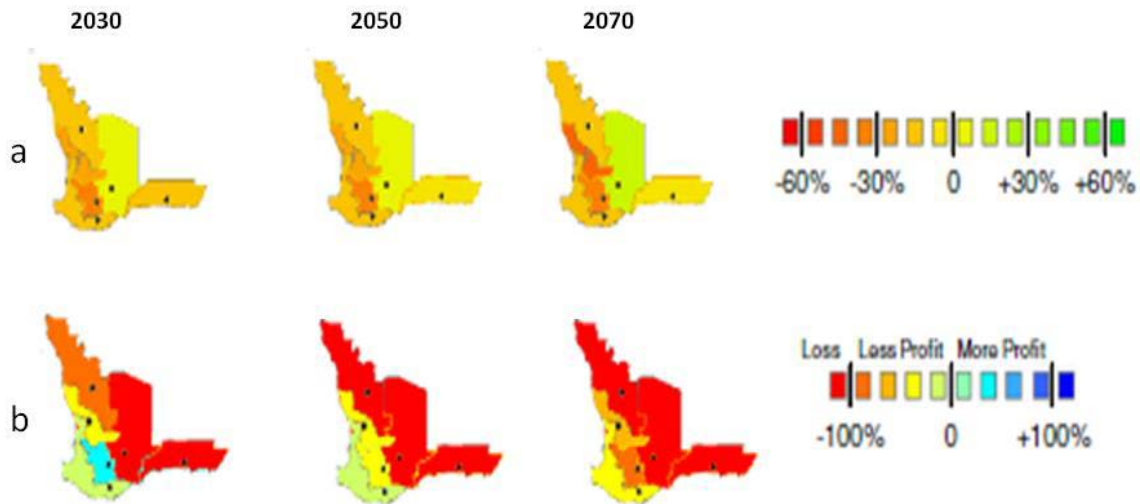 2030 2050 2070
a
-60% -30% 0 +30% +60%
b
Loss Less Profit More Profit
-100% 0 +100%